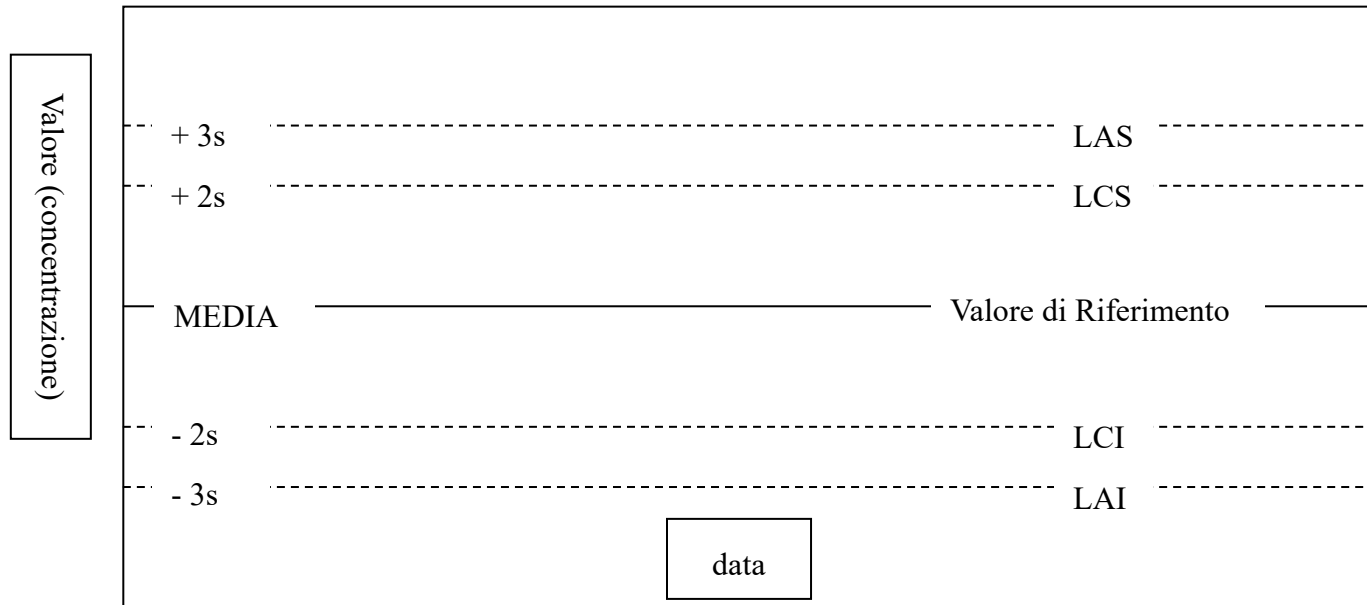 Valore (concentrazione)
+ 3s LAS
+ 2s LCS
MEDIA Valore di Riferimento
- 2s LCI
- 3s LAI
data